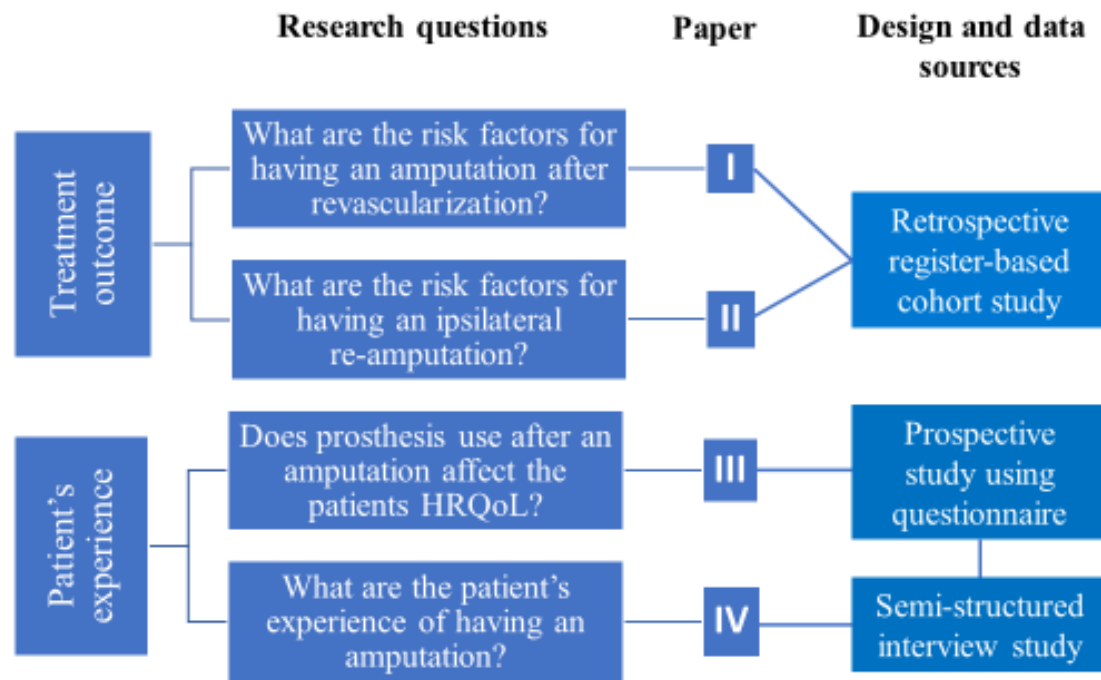 Research questions
Paper
Design and data
sources
Treatment
outcome
What are the risk factors for
having an amputation after
revascularization?
I
Retrospective
register-based
cohort study
What are the risk factors for
having an ipsilateral
re-amputation?
II
Patient’s
experience
Does prosthesis use after an
amputation affect the
patients HRQoL?
III
Prospective
study using
questionnaire
What are the patient’s
experience of having an
amputation?
IV
Semi-structured
interview study